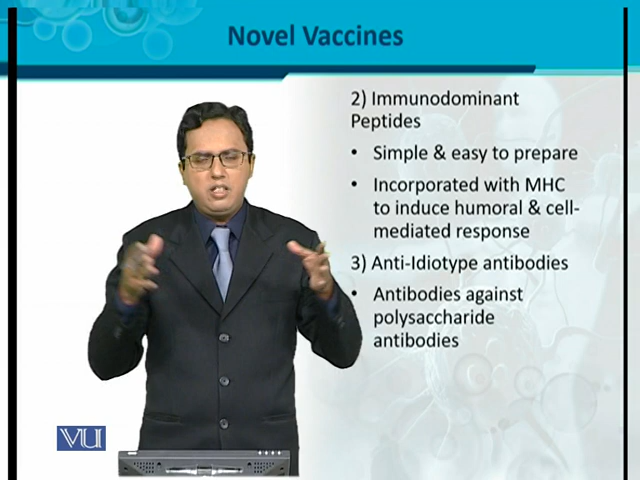 Novel Vaccines
2) Immunodominant
Peptides
• Simple & easy to prepare
• Incorporated with MHC
to induce humoral & cell-
mediated response
3) Anti-Idiotype antibodies
• Antibodies against
polysaccharide
antibodies
VU